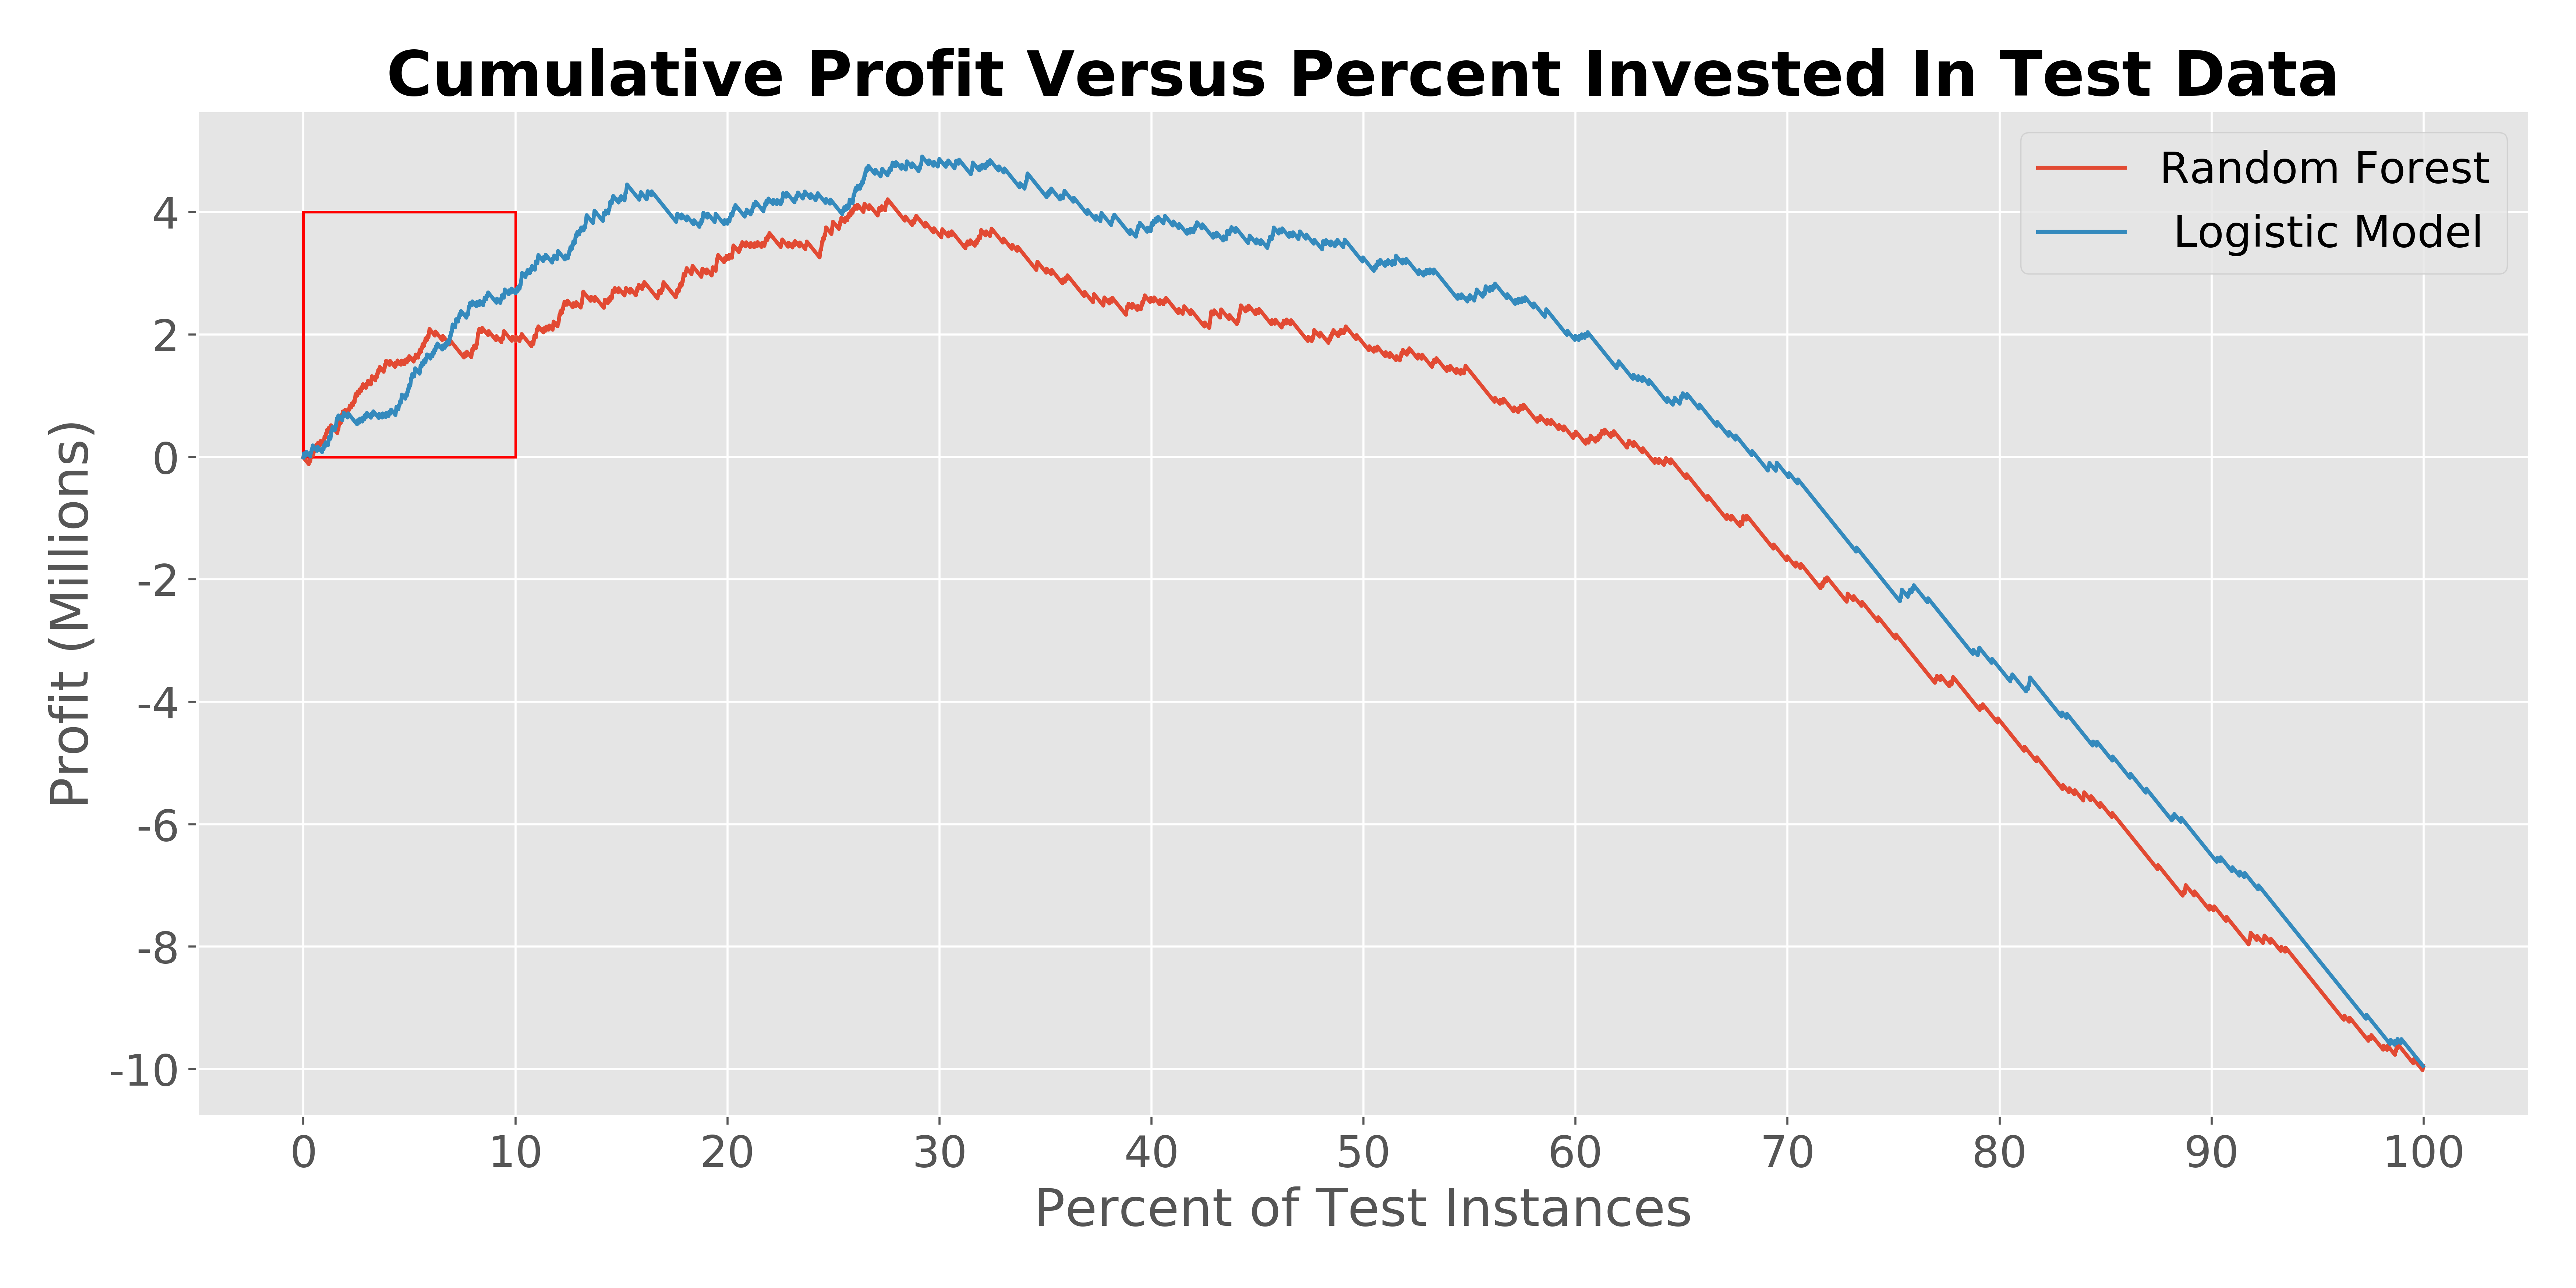 Cumulative Profit Versus Percent Invested In Test Data
Random Forest
Logistic Model
Profit (Millions)
4
2
0
-2
-4
-6
-8
-10
0 10 20 30 40 50 60 70 80 90 100
Percent of Test Instances